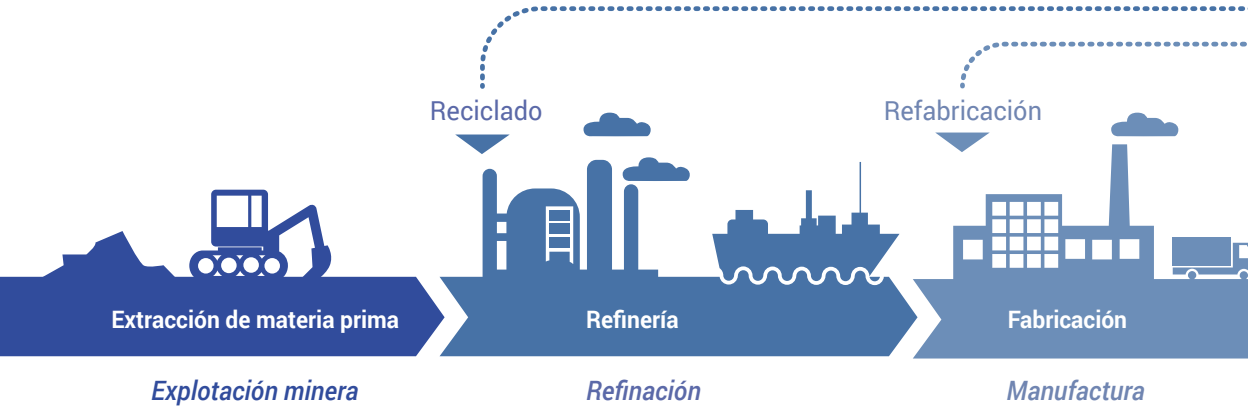 Reciclado
Refabricación
Extracción de materia prima
Refinería
Fabricación
Explotación minera
Refinación
Manufactura